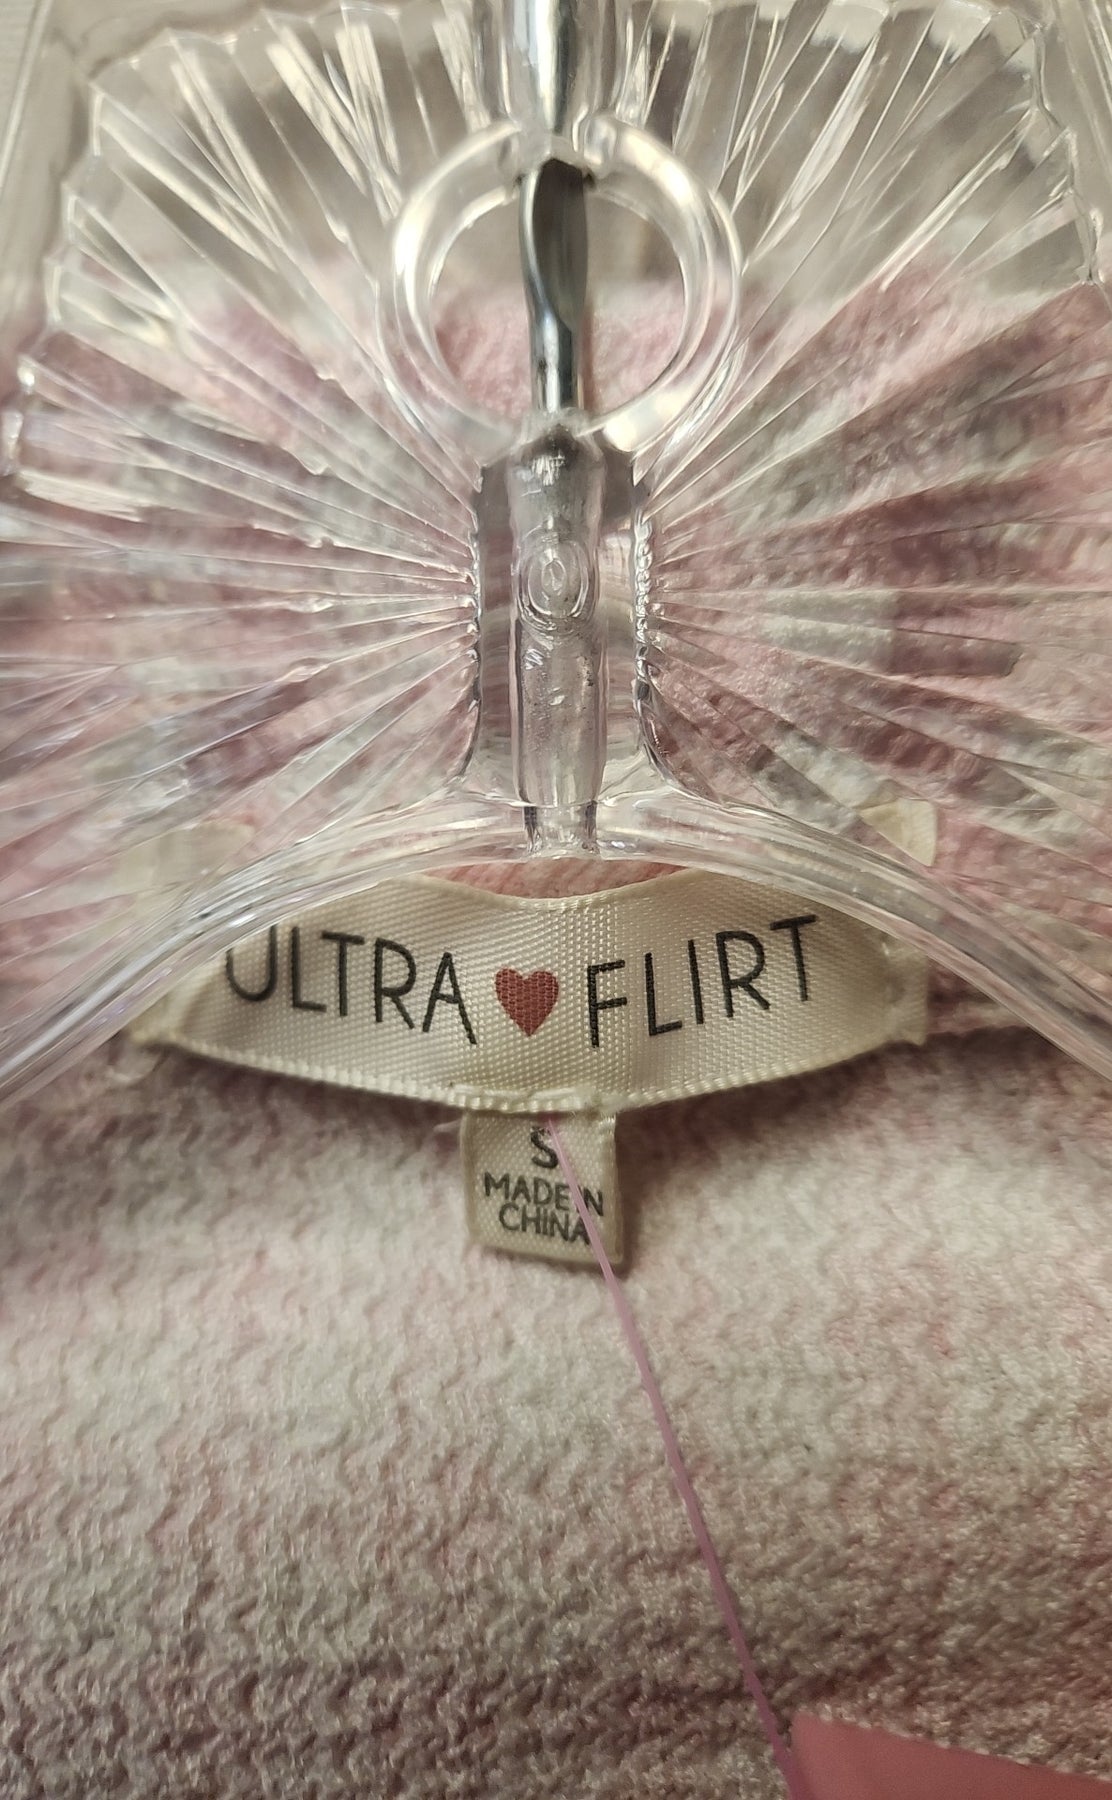 ULTRA ♥ FLIRT
S
MADE IN
CHINA